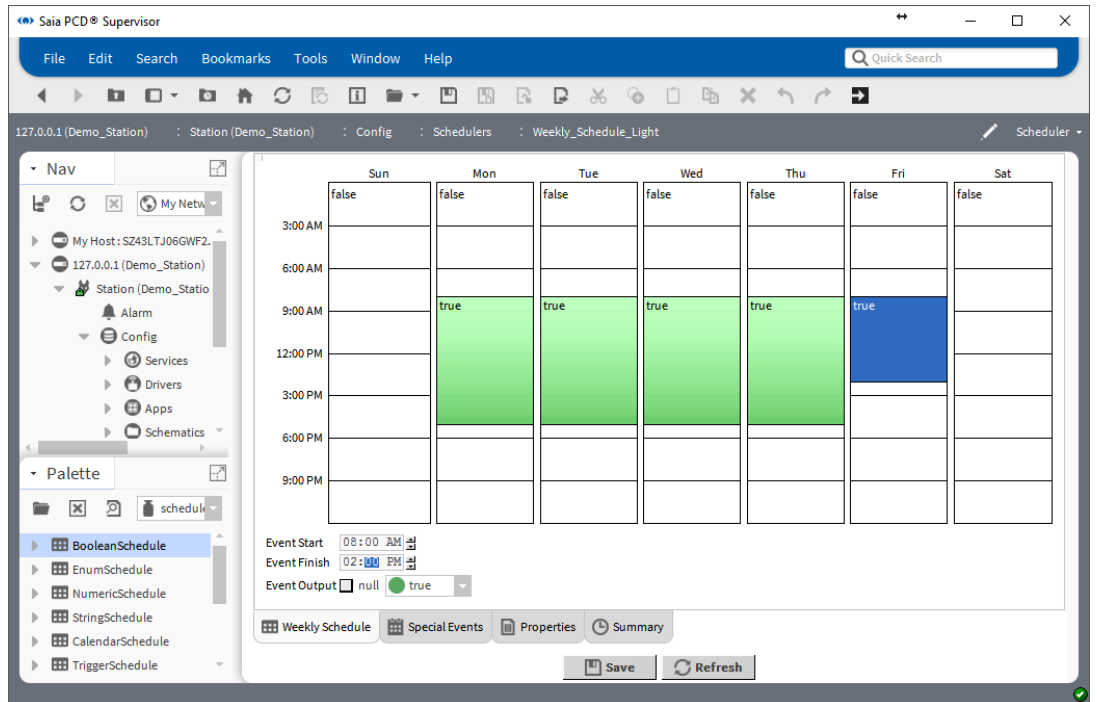 Saia PCD® Supervisor
File Edit Search Bookmarks Tools Window Help
Quick Search
127.0.0.1 (Demo_Station) : Station (Demo_Station) : Config : Schedulers : Weekly_Schedule_Light
Scheduler
Nav
My Netw
My Host : SZ43LTJ06GWF2.
127.0.0.1 (Demo_Station)
Station (Demo_Statio
Alarm
Config
Services
Drivers
Apps
Schematics
Palette
schedule
BooleanSchedule
EnumSchedule
NumericSchedule
StringSchedule
CalendarSchedule
TriggerSchedule
Sun Mon Tue Wed Thu Fri Sat
false false false false false false false
3:00 AM
6:00 AM
true true true true true
9:00 AM
12:00 PM
3:00 PM
6:00 PM
9:00 PM
Event Start 08:00 AM
Event Finish 02:00 PM
Event Output null true
Weekly Schedule Special Events Properties Summary
Save Refresh